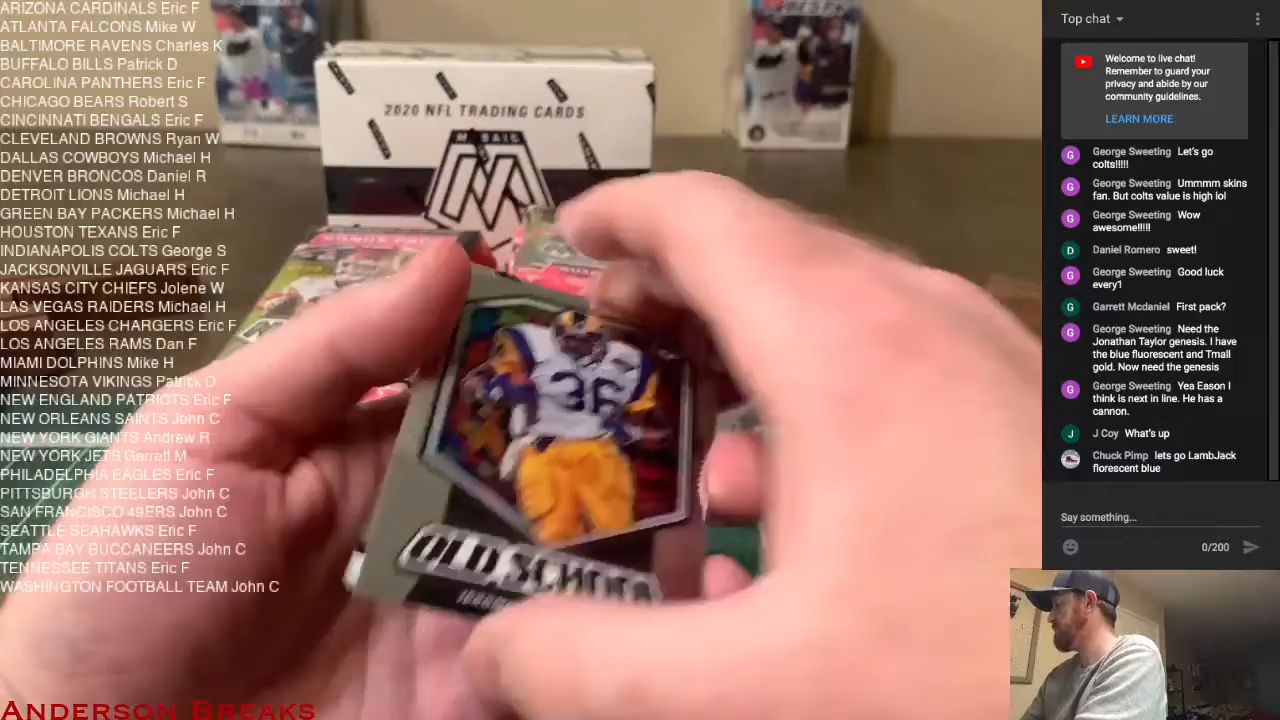 ARIZONA CARDINALS Eric F
ATLANTA FALCONS Mike W
BALTIMORE RAVENS Charles K
BUFFALO BILLS Patrick D
CAROLINA PANTHERS Eric F
CHICAGO BEARS Robert S
CINCINNATI BENGALS Eric F
CLEVELAND BROWNS Ryan W
DALLAS COWBOYS Michael H
DENVER BRONCOS Daniel R
DETROIT LIONS Michael H
GREEN BAY PACKERS Michael H
HOUSTON TEXANS Eric F
INDIANAPOLIS COLTS George S
JACKSONVILLE JAGUARS Eric F
KANSAS CITY CHIEFS Jolene W
LAS VEGAS RAIDERS Michael H
LOS ANGELES CHARGERS Eric F
LOS ANGELES RAMS Dan F
MIAMI DOLPHINS Mike H
MINNESOTA VIKINGS Patrick D
NEW ENGLAND PATRIOTS Eric F
NEW ORLEANS SAINTS John C
NEW YORK GIANTS Andrew R
NEW YORK JETS Garrett M
PHILADELPHIA EAGLES Eric F
PITTSBURGH STEELERS John C
SAN FRANCISCO 49ERS John C
SEATTLE SEAHAWKS Eric F
TAMPA BAY BUCCANEERS John C
TENNESSEE TITANS Eric F
WASHINGTON FOOTBALL TEAM John C
ANDERSON BREAKS
2020 NFL TRADING CARDS
MOSAIC
36
OLD SCHOOL
Top chat
Welcome to live chat!
Remember to guard your
privacy and abide by our
community guidelines.
LEARN MORE
G George Sweeting Let's go
colts!!!!!
G George Sweeting Ummmm skins
fan. But colts value is high lol
G George Sweeting Wow
awesome!!!!!
D Daniel Romero sweet!
G George Sweeting Good luck
every1
G Garrett Mcdaniel First pack?
G George Sweeting Need the
Jonathan Taylor genesis. I have
the blue fluorescent and Tmall
gold. Now need the genesis
G George Sweeting Yea Eason I
think is next in line. He has a
cannon.
J J Coy What's up
Chuck Pimp lets go LambJack
florescent blue
Say something...
0/200